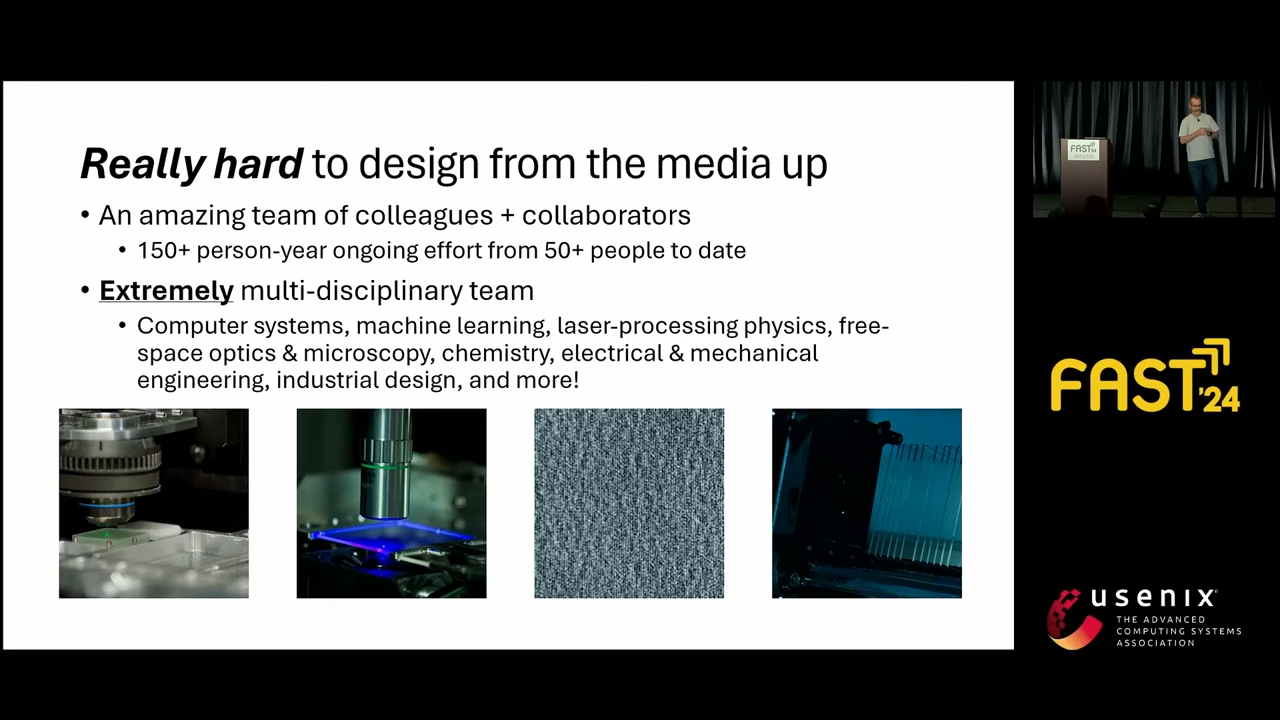 Really hard to design from the media up
• An amazing team of colleagues + collaborators
• 150+ person-year ongoing effort from 50+ people to date
• Extremely multi-disciplinary team
• Computer systems, machine learning, laser-processing physics, free-
space optics & microscopy, chemistry, electrical & mechanical
engineering, industrial design, and more!
FAST '24
FAST '24
usenix
THE ADVANCED
COMPUTING SYSTEMS
ASSOCIATION